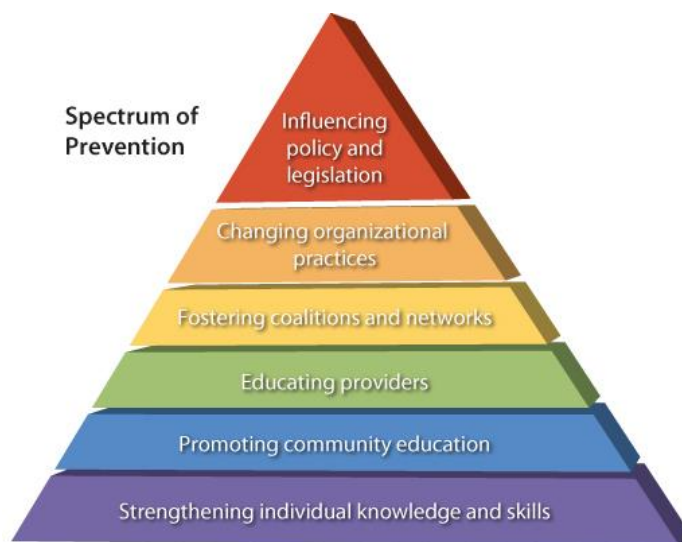 Spectrum of
Prevention
Influencing
policy and
legislation
Changing organizational
practices
Fostering coalitions and networks
Educating providers
Promoting community education
Strengthening individual knowledge and skills